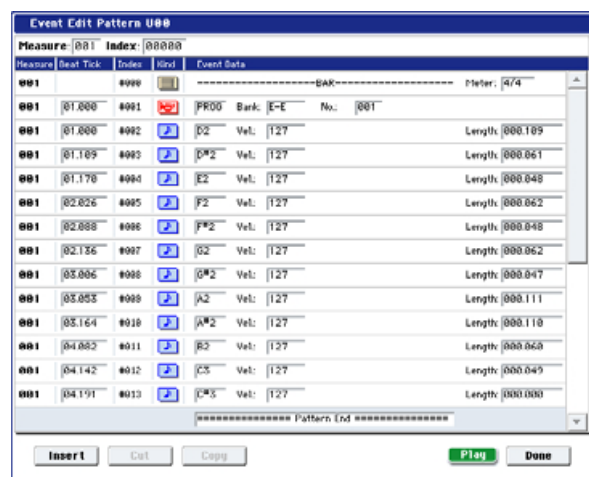 Event Edit Pattern U00
Measure: 001 Index: 00000
Measure Beat Tick Index Kind Event Data
001 #000 --------------------BAR-------------------- Meter: 4/4
001 01.000 #001 PROG Bank: E-E No.: 001
001 01.000 #002 D2 Vel.: 127 Length: 000.109
001 01.109 #003 D#2 Vel.: 127 Length: 000.061
001 01.170 #004 E2 Vel.: 127 Length: 000.048
001 02.026 #005 F2 Vel.: 127 Length: 000.062
001 02.088 #006 F#2 Vel.: 127 Length: 000.048
001 02.136 #007 G2 Vel.: 127 Length: 000.062
001 03.006 #008 G#2 Vel.: 127 Length: 000.047
001 03.053 #009 A2 Vel.: 127 Length: 000.111
001 03.164 #010 A#2 Vel.: 127 Length: 000.110
001 04.082 #011 B2 Vel.: 127 Length: 000.060
001 04.142 #012 C3 Vel.: 127 Length: 000.049
001 04.191 #013 C#3 Vel.: 127 Length: 000.000
=============== Pattern End ===============
Insert Cut Copy Play Done